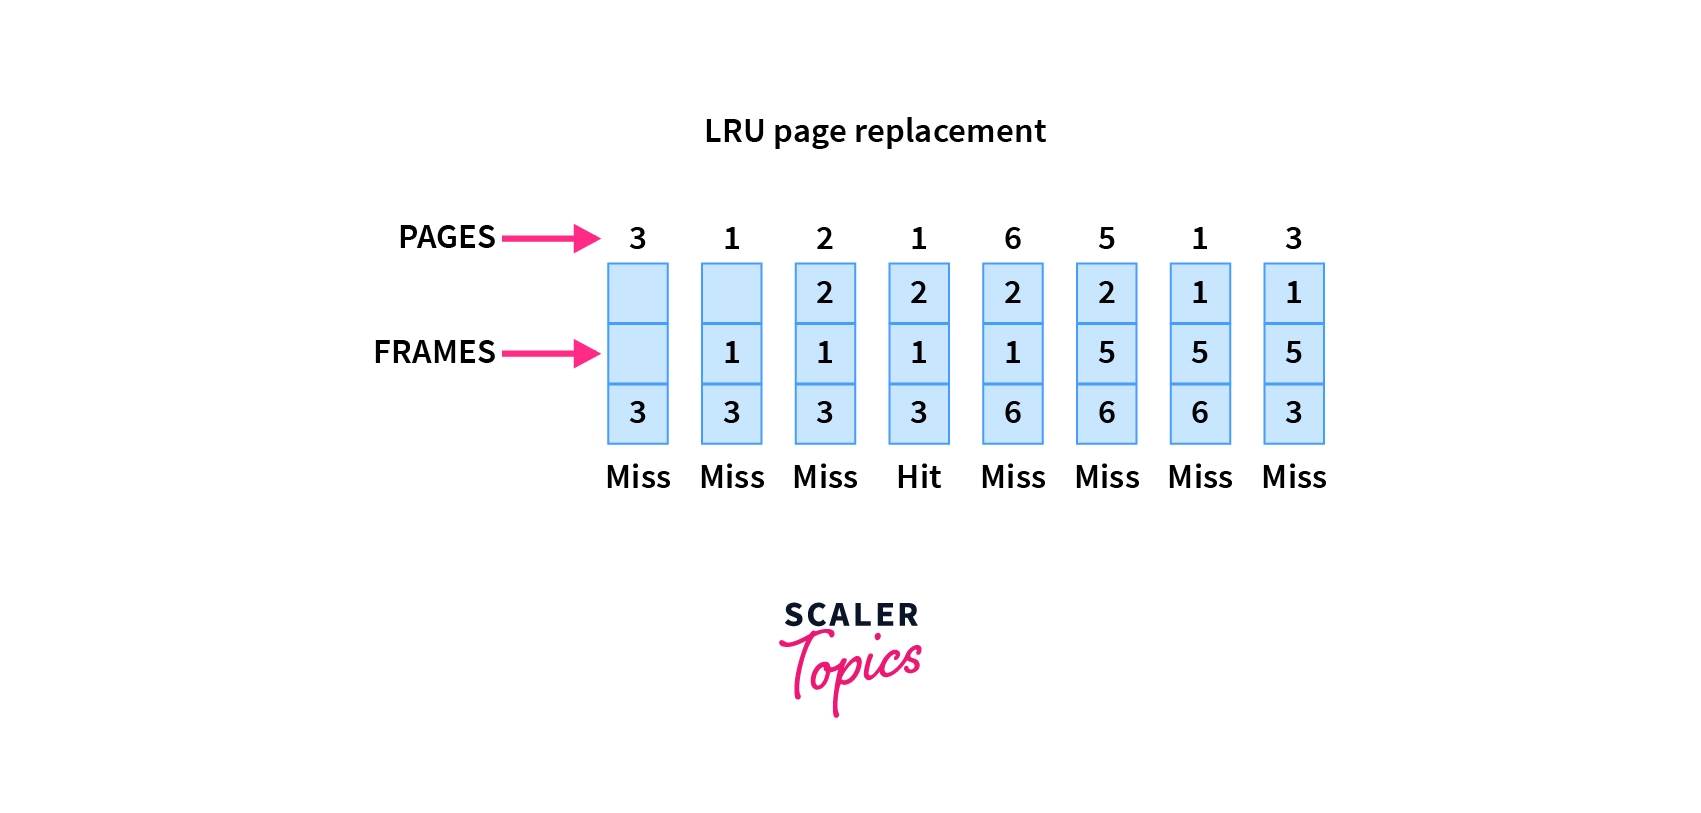 LRU page replacement
PAGES 3 1 2 1 6 5 1 3
2 2 2 2 1 1
FRAMES 1 1 1 1 5 5 5
3 3 3 3 6 6 6 3
Miss Miss Miss Hit Miss Miss Miss Miss
SCALER
Topics